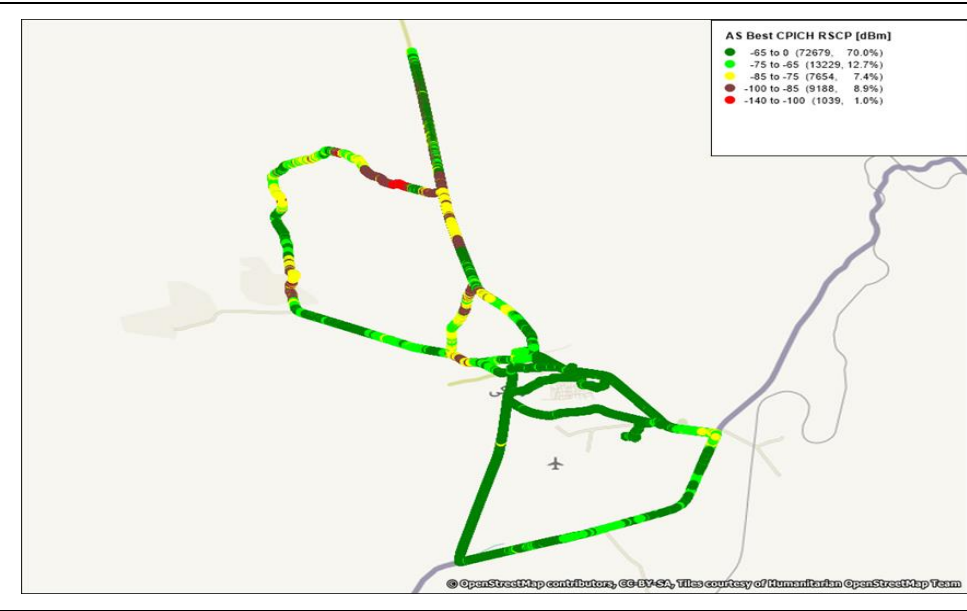 AS Best CPICH RSCP [dBm]
-65 to 0 (72679, 70.0%)
-75 to -65 (13229, 12.7%)
-85 to -75 (7654, 7.4%)
-100 to -85 (9188, 8.9%)
-140 to -100 (1039, 1.0%)
© OpenStreetMap contributors, CC-BY-SA, Tiles courtesy of Humanitarian OpenStreetMap Team